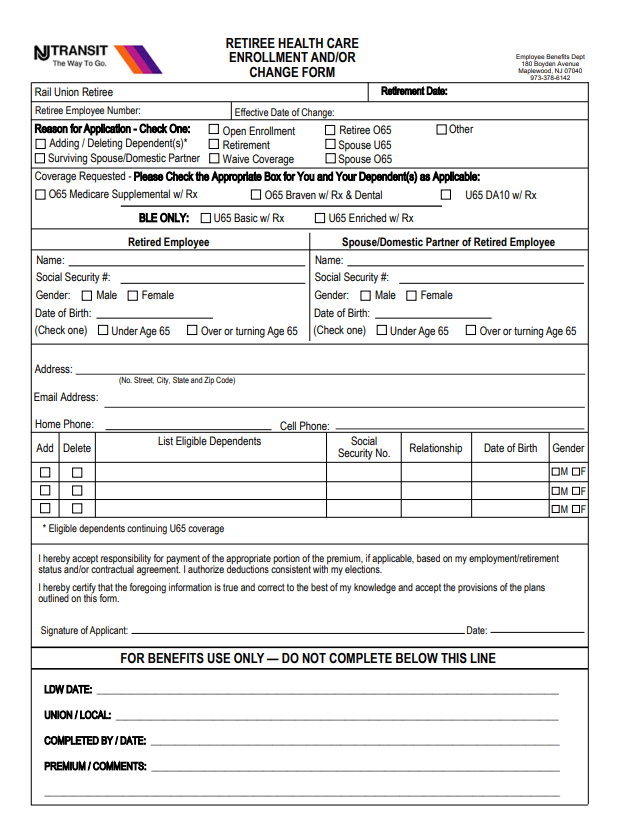 NJ TRANSIT
The Way To Go.
RETIREE HEALTH CARE
ENROLLMENT AND/OR
CHANGE FORM
Employee Benefits Dept
180 Boyden Avenue
Maplewood, NJ 07040
973-378-6142
Rail Union Retiree Retirement Date:
Retiree Employee Number: Effective Date of Change:
Reason for Application - Check One: Open Enrollment Retiree O65 Other
Adding / Deleting Dependent(s)* Retirement Spouse U65
Surviving Spouse/Domestic Partner Waive Coverage Spouse O65
Coverage Requested - Please Check the Appropriate Box for You and Your Dependent(s) as Applicable:
O65 Medicare Supplemental w/ Rx O65 Braven w/ Rx & Dental U65 DA10 w/ Rx
BLE ONLY: U65 Basic w/ Rx U65 Enriched w/ Rx
Retired Employee Spouse/Domestic Partner of Retired Employee
Name: Name:
Social Security #: Social Security #:
Gender: Male Female Gender: Male Female
Date of Birth: Date of Birth:
(Check one) Under Age 65 Over or turning Age 65 (Check one) Under Age 65 Over or turning Age 65
Address:
(No. Street, City, State and Zip Code)
Email Address:
Home Phone: Cell Phone:
Add Delete List Eligible Dependents Social Security No. Relationship Date of Birth Gender
M F
M F
M F
* Eligible dependents continuing U65 coverage
I hereby accept responsibility for payment of the appropriate portion of the premium, if applicable, based on my employment/retirement
status and/or contractual agreement. I authorize deductions consistent with my elections.
I hereby certify that the foregoing information is true and correct to the best of my knowledge and accept the provisions of the plans
outlined on this form.
Signature of Applicant: Date:
FOR BENEFITS USE ONLY — DO NOT COMPLETE BELOW THIS LINE
LDW DATE:
UNION / LOCAL:
COMPLETED BY / DATE:
PREMIUM / COMMENTS: